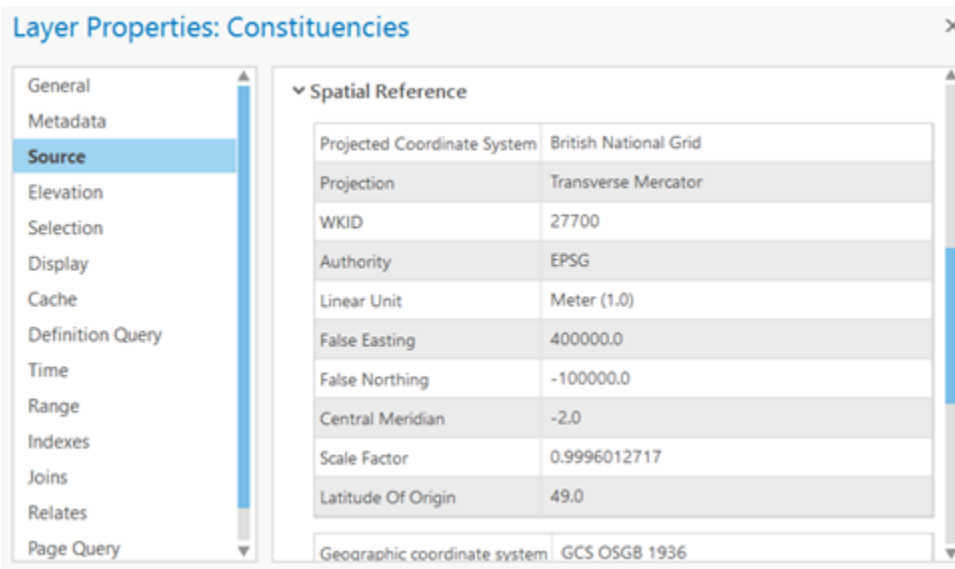 Layer Properties: Constituencies
General
Metadata
Source
Elevation
Selection
Display
Cache
Definition Query
Time
Range
Indexes
Joins
Relates
Page Query
Spatial Reference
Projected Coordinate System British National Grid
Projection Transverse Mercator
WKID 27700
Authority EPSG
Linear Unit Meter (1.0)
False Easting 400000.0
False Northing -100000.0
Central Meridian -2.0
Scale Factor 0.9996012717
Latitude Of Origin 49.0
Geographic coordinate system GCS OSGB 1936